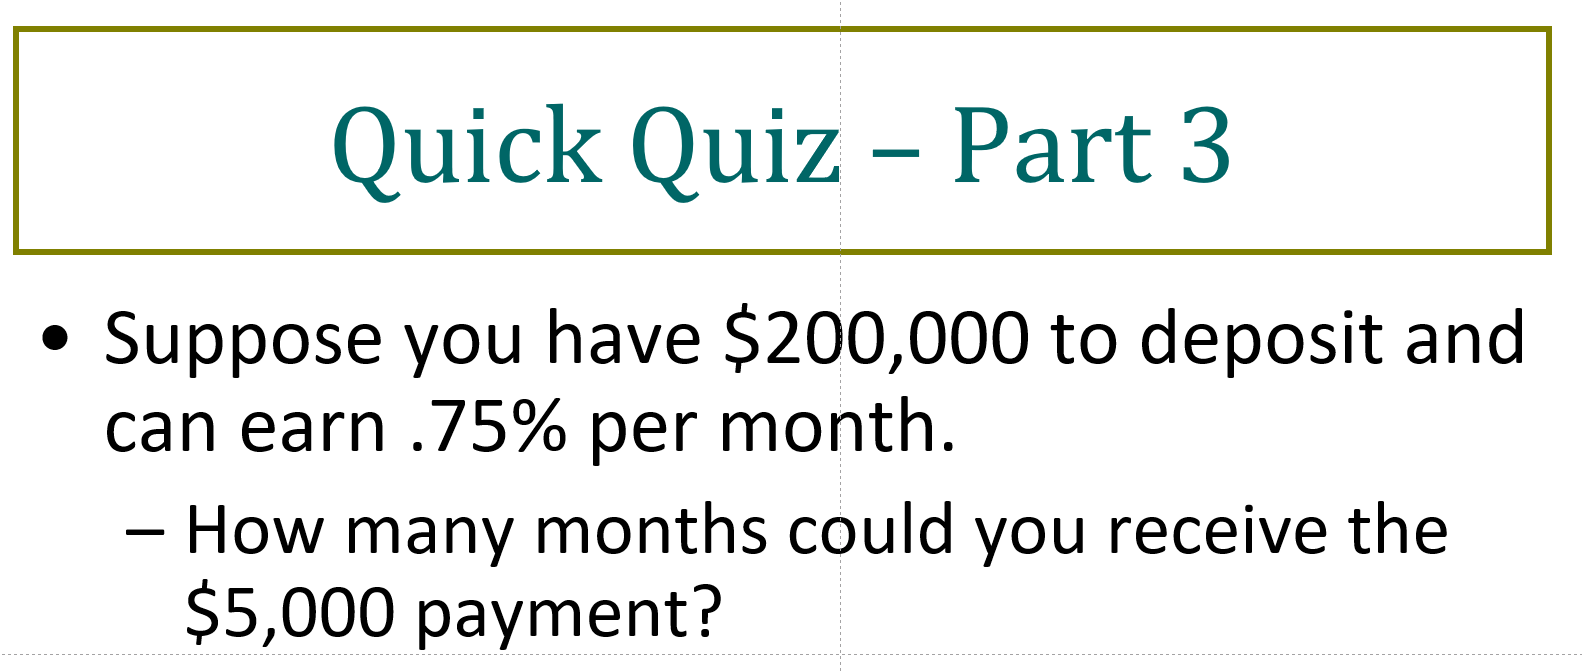 Quick Quiz – Part 3
• Suppose you have $200,000 to deposit and
can earn .75% per month.
– How many months could you receive the
$5,000 payment?